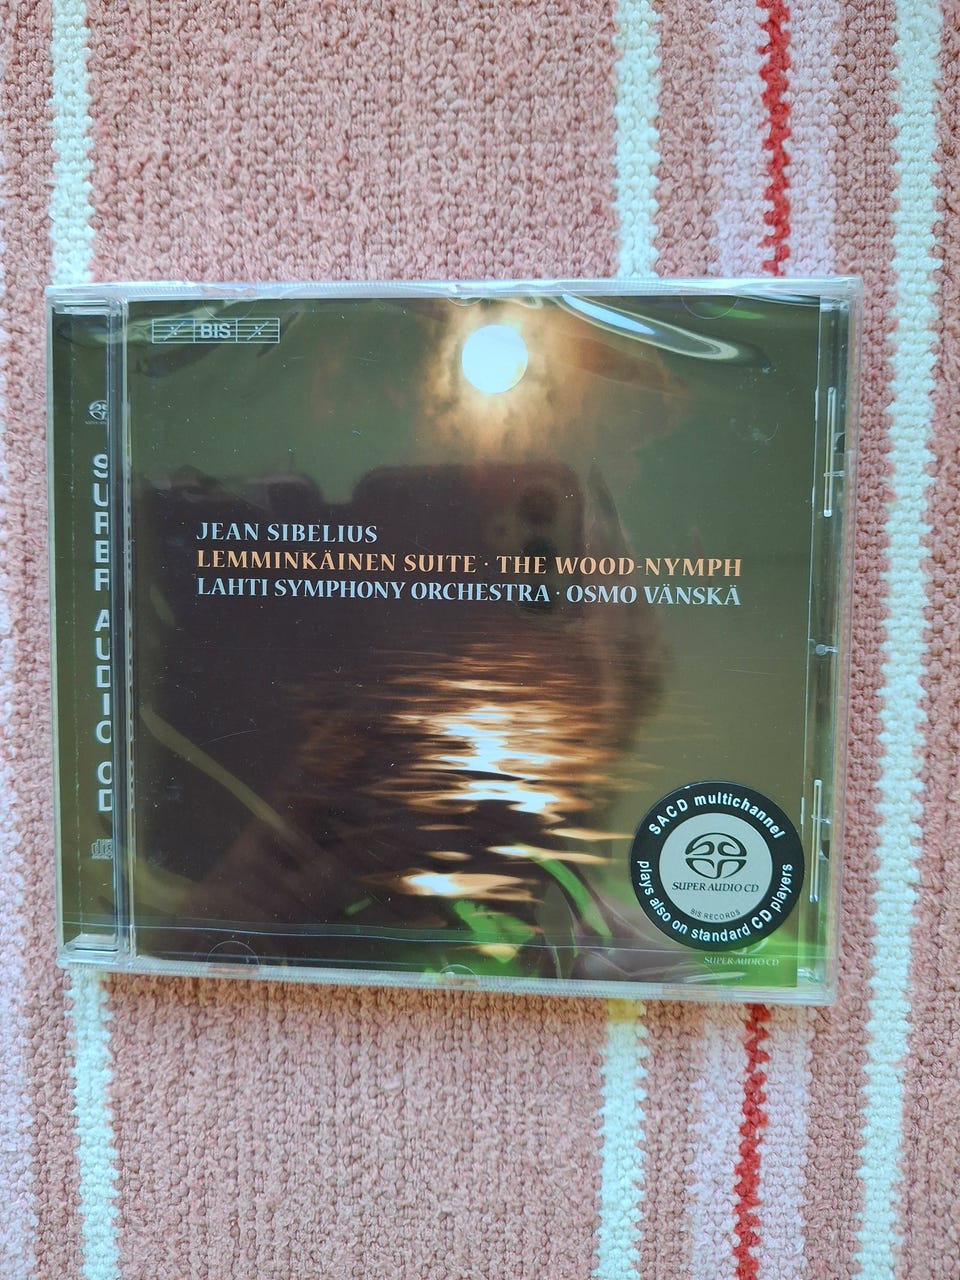 BIS
SUPER AUDIO CD
JEAN SIBELIUS
LEMMINKÄINEN SUITE · THE WOOD-NYMPH
LAHTI SYMPHONY ORCHESTRA · OSMO VÄNSKÄ
SACD multichannel
SUPER AUDIO CD
BIS RECORDS
plays also on standard CD players
SUPER AUDIO CD